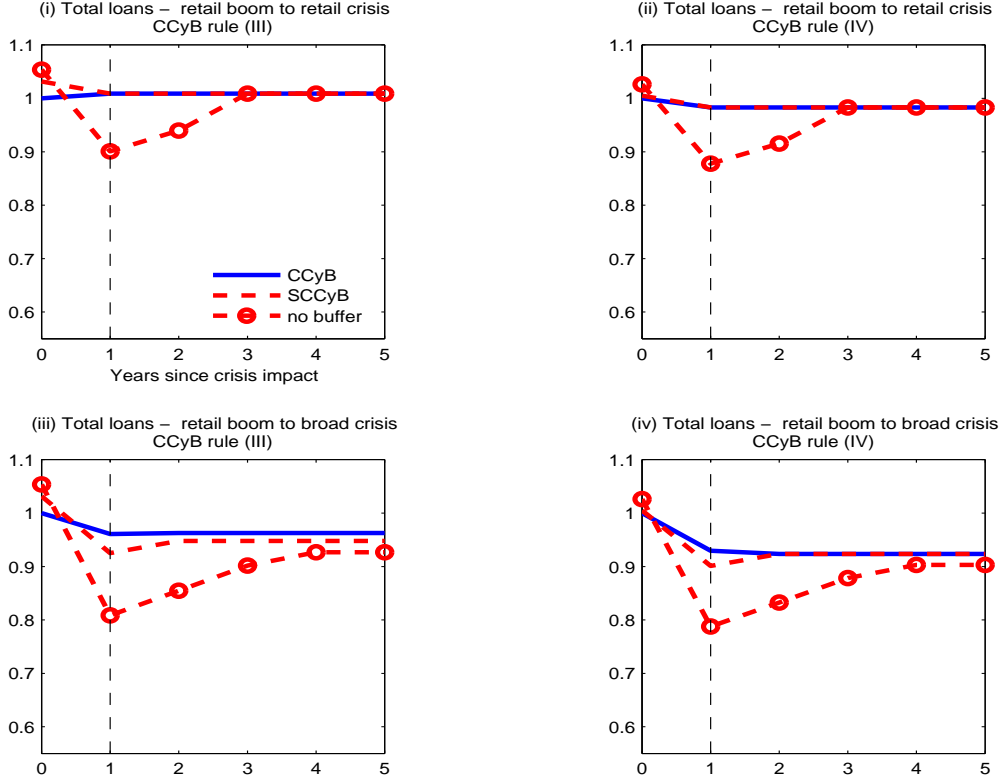 (i) Total loans – retail boom to retail crisis
CCyB rule (III)
1.1
1
0.9
0.8
0.7
0.6
CCyB
SCCyB
no buffer
0 1 2 3 4 5
Years since crisis impact
(ii) Total loans – retail boom to retail crisis
CCyB rule (IV)
1.1
1
0.9
0.8
0.7
0.6
0 1 2 3 4 5
(iii) Total loans – retail boom to broad crisis
CCyB rule (III)
1.1
1
0.9
0.8
0.7
0.6
0 1 2 3 4 5
(iv) Total loans – retail boom to broad crisis
CCyB rule (IV)
1.1
1
0.9
0.8
0.7
0.6
0 1 2 3 4 5